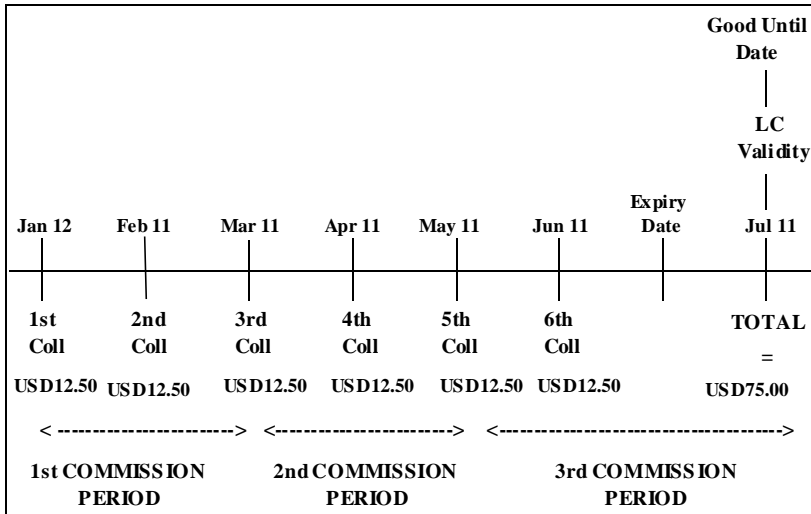 Good Until
Date
LC
Validity
Expiry
Date
Jan 12 Feb 11 Mar 11 Apr 11 May 11 Jun 11 Jul 11
1st 2nd 3rd 4th 5th 6th TOTAL
Coll Coll Coll Coll Coll Coll =
USD12.50 USD12.50 USD12.50 USD12.50 USD12.50 USD12.50 USD75.00
< -------------------------> <-------------------------> <------------------------------------------>
1st COMMISSION 2nd COMMISSION 3rd COMMISSION
PERIOD PERIOD PERIOD